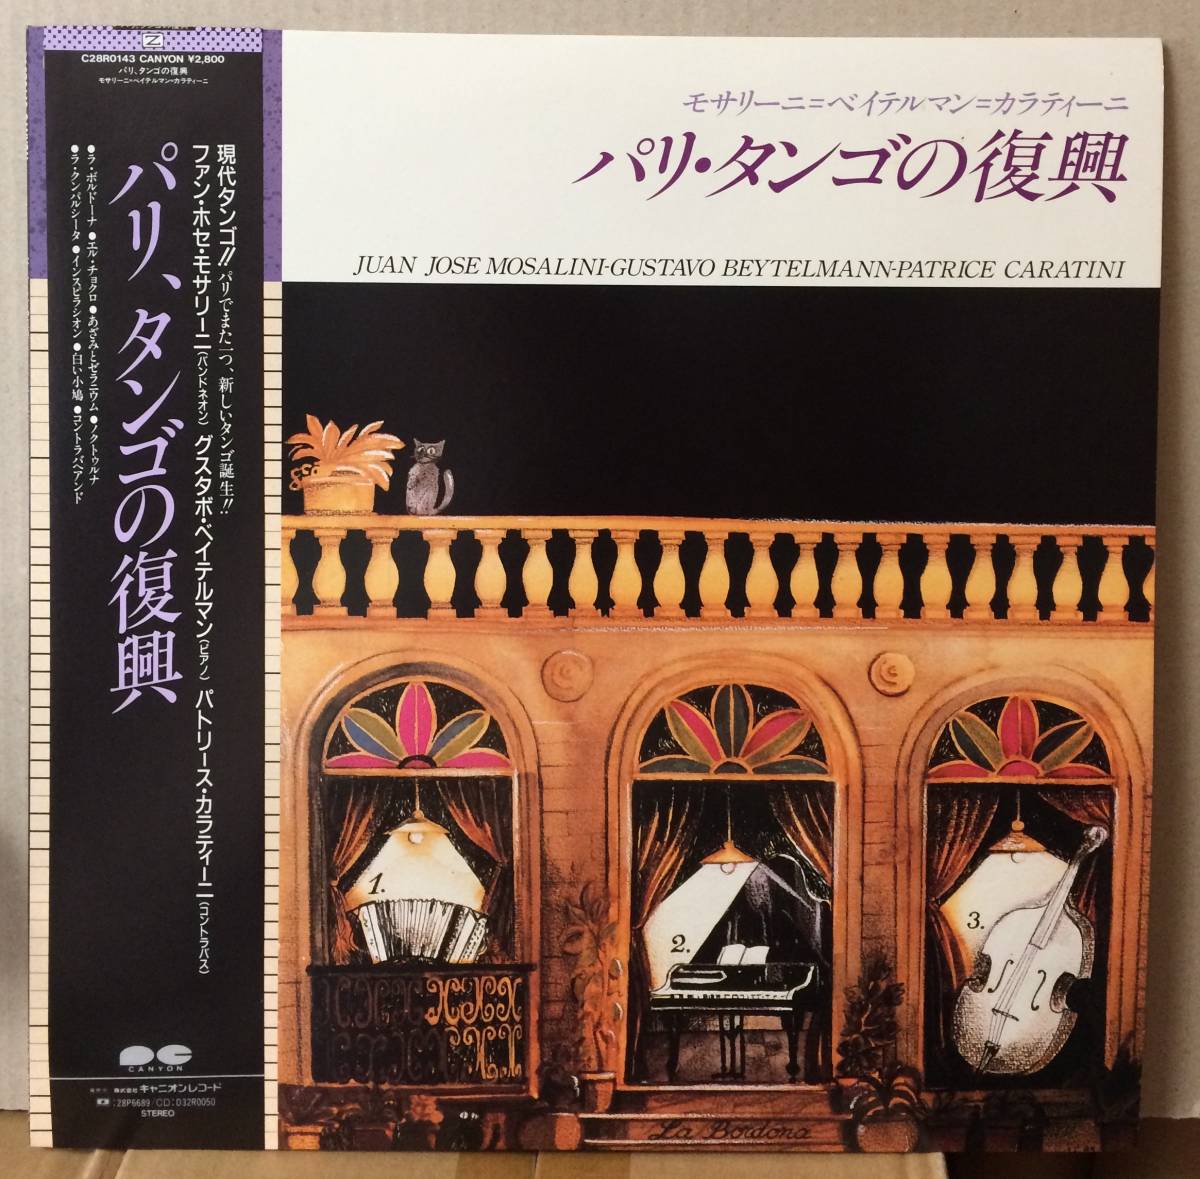 C28R0143 CANYON ¥2,800
パリ、タンゴの復興
モサリーニ=ベイテルマン=カラティーニ
現代タンゴ!! パリでまた一つ、新しいタンゴ誕生!!
ファン・ホセ・モサリーニ(バンドネオン) グスタボ・ベイテルマン(ピアノ) パトリース・カラティーニ(コントラバス)
パリ、タンゴの復興
●ラ・ボルドーナ ●エル・チョクロ ●あざみとゼラニウム ●ノクトゥルナ
●ラ・クンパルシータ ●インスピラシオン ●白い小鳩 ●コントラバヘアンド
CANYON
株式会社 キャニオンレコード
:28P6689/CD:D32R0050
STEREO
モサリーニ=ベイテルマン=カラティーニ
パリ・タンゴの復興
JUAN JOSE MOSALINI-GUSTAVO BEYTELMANN-PATRICE CARATINI
1.
2.
3.
La Bordona